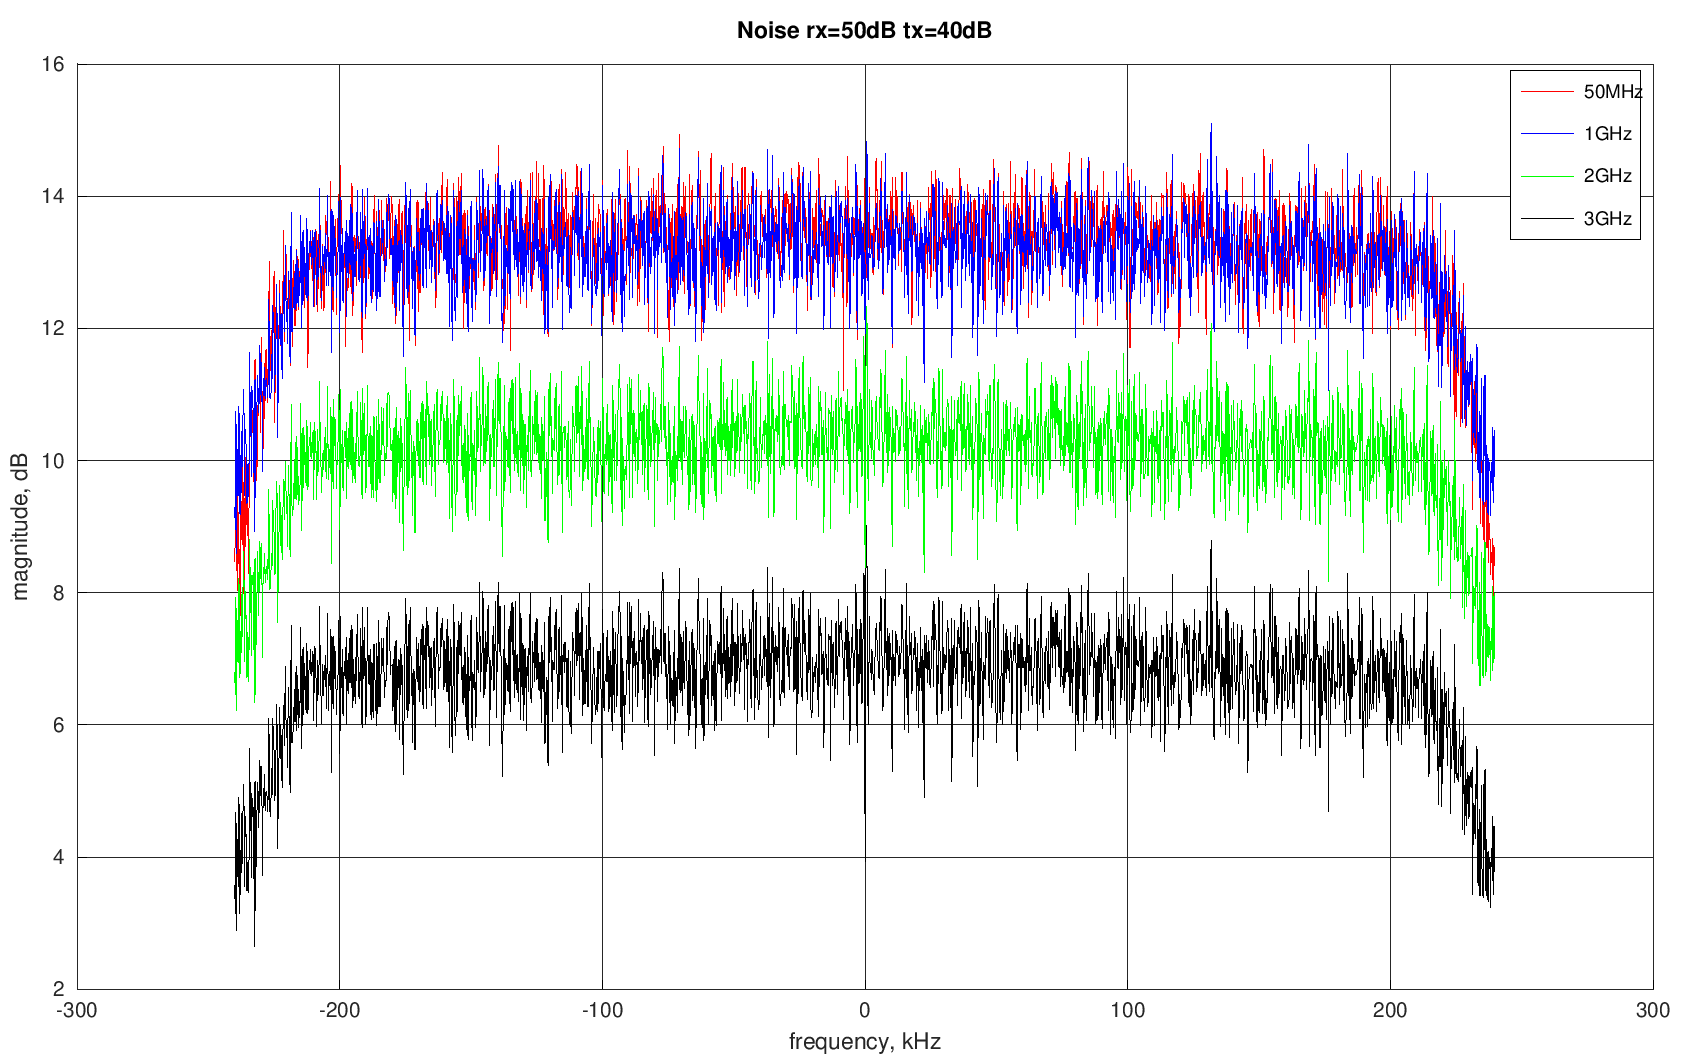 Noise rx=50dB tx=40dB
16
14
12
10
8
6
4
2
magnitude, dB
50MHz
1GHz
2GHz
3GHz
-300
-200
-100
0
100
200
300
frequency, kHz